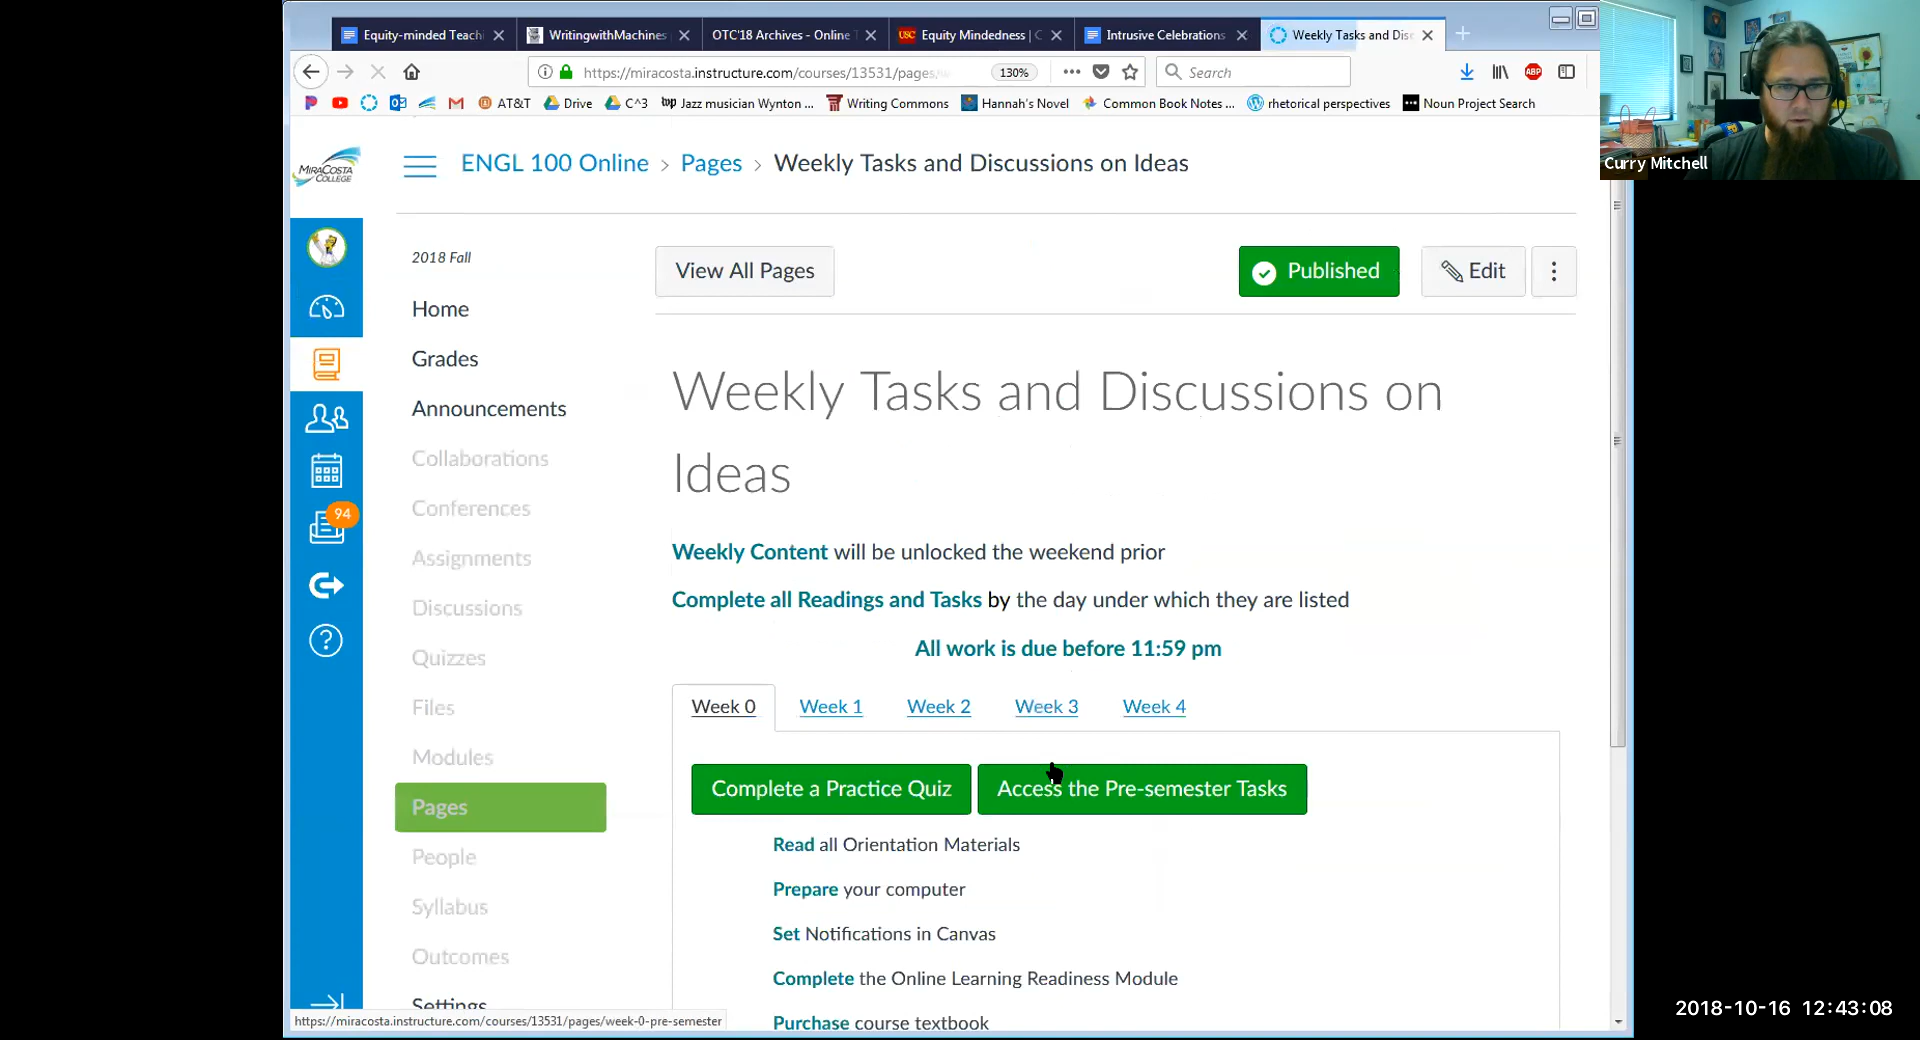 Equity-minded Teachi
WritingwithMachines
OTC'18 Archives - Online T
USC Equity Mindedness | C
Intrusive Celebrations
Weekly Tasks and Disc
https://miracosta.instructure.com/courses/13531/pages/w
130%
Search
ABP
AT&T
Drive
C^3
wp Jazz musician Wynton ...
Writing Commons
Hannah's Novel
Common Book Notes ...
rhetorical perspectives
Noun Project Search
Curry Mitchell
MIRACOSTA COLLEGE
ENGL 100 Online > Pages > Weekly Tasks and Discussions on Ideas
2018 Fall
Home
Grades
Announcements
Collaborations
Conferences
Assignments
Discussions
Quizzes
Files
Modules
Pages
People
Syllabus
Outcomes
Settings
94
View All Pages
Published
Edit
Weekly Tasks and Discussions on
Ideas
Weekly Content will be unlocked the weekend prior
Complete all Readings and Tasks by the day under which they are listed
All work is due before 11:59 pm
Week 0
Week 1
Week 2
Week 3
Week 4
Complete a Practice Quiz
Access the Pre-semester Tasks
Read all Orientation Materials
Prepare your computer
Set Notifications in Canvas
Complete the Online Learning Readiness Module
Purchase course textbook
https://miracosta.instructure.com/courses/13531/pages/week-0-pre-semester
2018-10-16 12:43:08